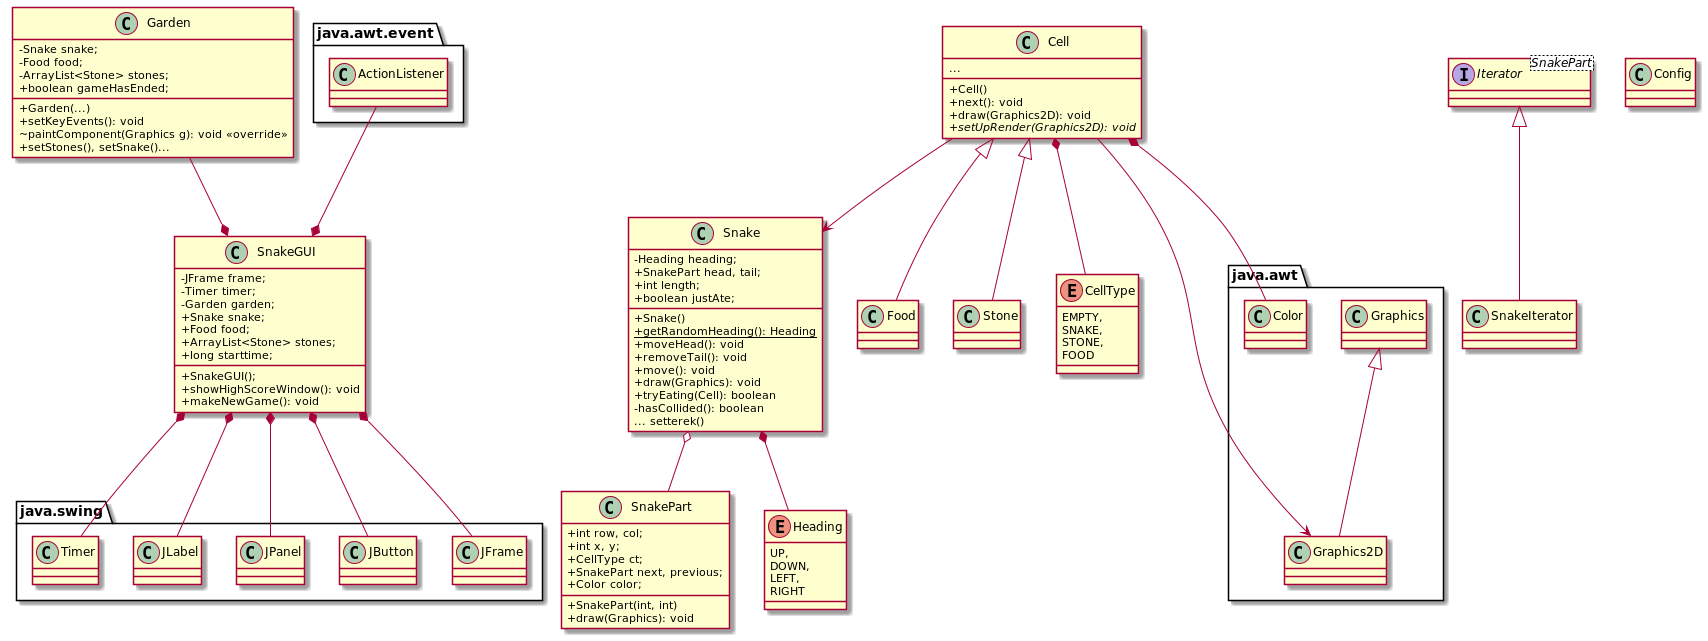 C Garden
-Snake snake;
-Food food;
-ArrayList<Stone> stones;
+boolean gameHasEnded;
+Garden(...)
+setKeyEvents(): void
~paintComponent(Graphics g): void «override»
+setStones(), setSnake()...
java.awt.event
C ActionListener
C SnakeGUI
-JFrame frame;
-Timer timer;
-Garden garden;
+Snake snake;
+Food food;
+ArrayList<Stone> stones;
+long starttime;
+SnakeGUI();
+showHighScoreWindow(): void
+makeNewGame(): void
java.swing
C Timer
C JLabel
C JPanel
C JButton
C JFrame
C Cell
...
+Cell()
+next(): void
+draw(Graphics2D): void
+setUpRender(Graphics2D): void
C Snake
-Heading heading;
+SnakePart head, tail;
+int length;
+boolean justAte;
+Snake()
+getRandomHeading(): Heading
+moveHead(): void
+removeTail(): void
+move(): void
+draw(Graphics): void
+tryEating(Cell): boolean
-hasCollided(): boolean
... setterek()
C SnakePart
+int row, col;
+int x, y;
+CellType ct;
+SnakePart next, previous;
+Color color;
+SnakePart(int, int)
+draw(Graphics): void
E Heading
UP,
DOWN,
LEFT,
RIGHT
C Food
C Stone
E CellType
EMPTY,
SNAKE,
STONE,
FOOD
java.awt
C Color
C Graphics
C Graphics2D
I Iterator
SnakePart
C SnakeIterator
C Config